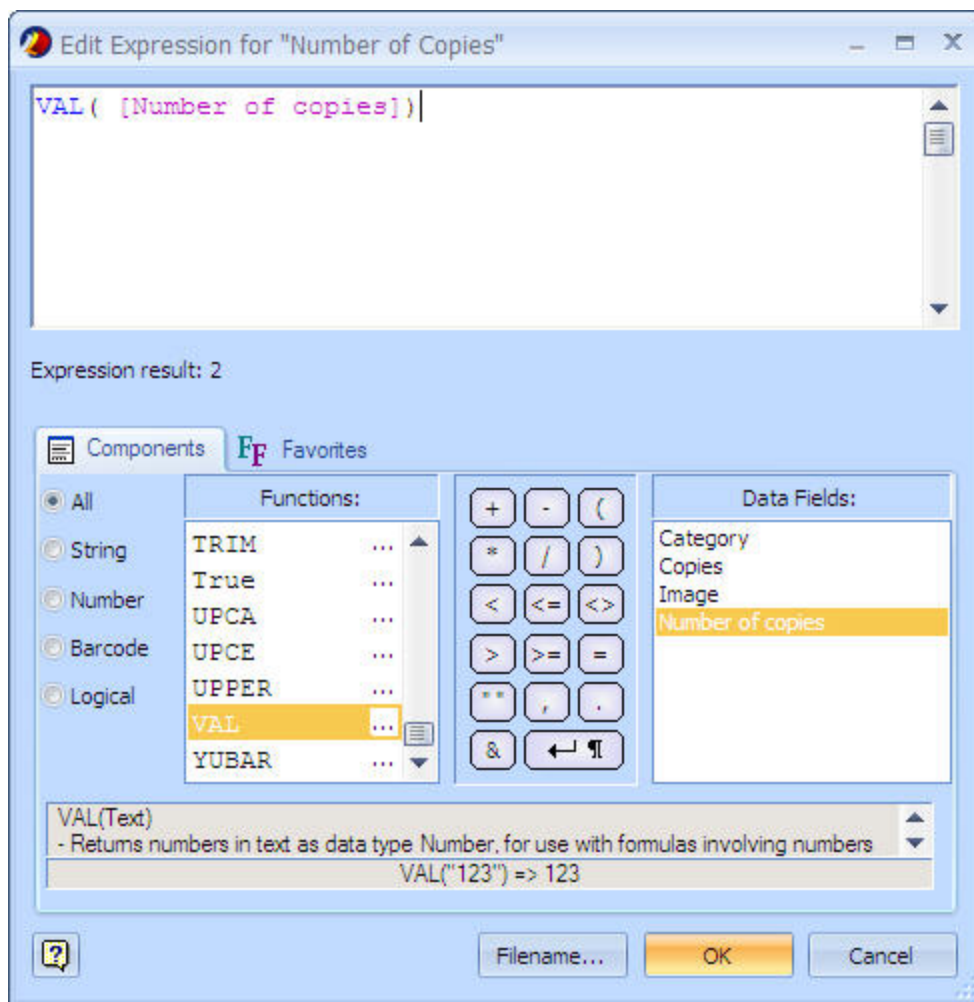 Edit Expression for "Number of Copies"
VAL( [Number of copies])
Expression result: 2
Components
FF Favorites
All
String
Number
Barcode
Logical
Functions:
TRIM ...
True ...
UPCA ...
UPCE ...
UPPER ...
VAL ...
YUBAR ...
+ - (
* / )
< <= <>
> >= =
"" , .
& ↵ ¶
Data Fields:
Category
Copies
Image
Number of copies
VAL(Text)
- Returns numbers in text as data type Number, for use with formulas involving numbers
VAL("123") => 123
?
Filename...
OK
Cancel